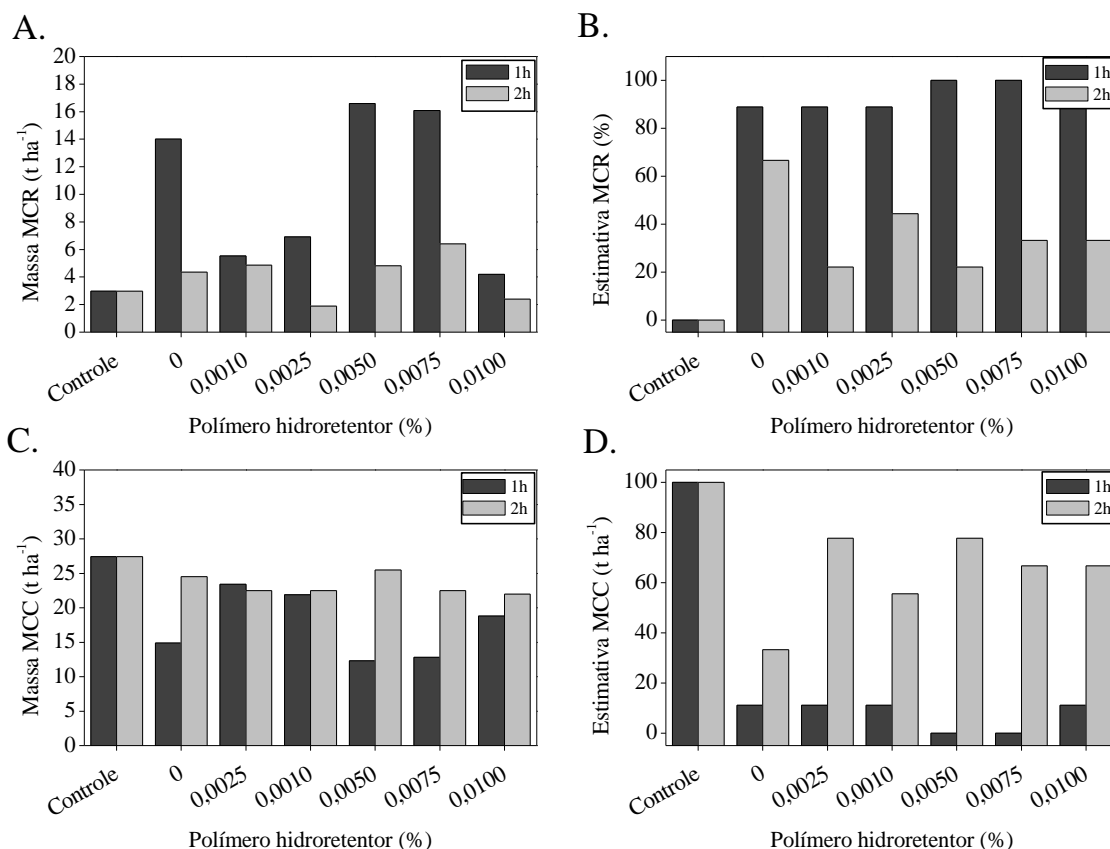 A.
Massa MCR (t ha⁻¹)
20
18
16
14
12
10
8
6
4
2
0
1h
2h
Controle
0
0,0010
0,0025
0,0050
0,0075
0,0100
Polímero hidroretentor (%)
B.
Estimativa MCR (%)
100
80
60
40
20
0
1h
2h
Controle
0
0,0010
0,0025
0,0050
0,0075
0,0100
Polímero hidroretentor (%)
C.
Massa MCC (t ha⁻¹)
40
35
30
25
20
15
10
5
0
1h
2h
Controle
0
0,0025
0,0010
0,0050
0,0075
0,0100
Polímero hidroretentor (%)
D.
Estimativa MCC (t ha⁻¹)
100
80
60
40
20
0
1h
2h
Controle
0
0,0025
0,0010
0,0050
0,0075
0,0100
Polímero hidroretentor (%)